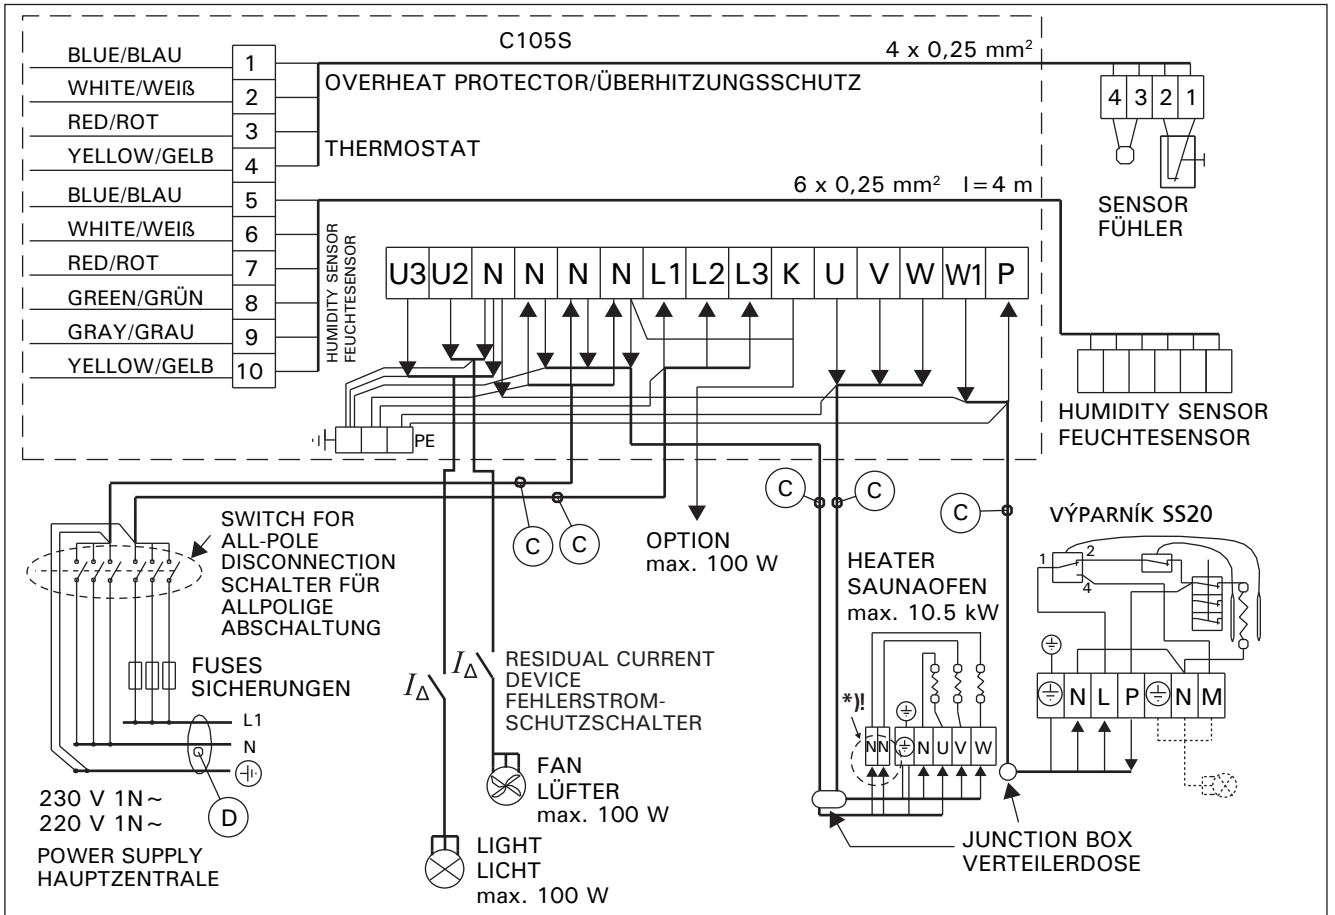 C105S
4 x 0,25 mm²
BLUE/BLAU 1
WHITE/WEIß 2
RED/ROT 3
YELLOW/GELB 4
BLUE/BLAU 5
WHITE/WEIß 6
RED/ROT 7
GREEN/GRÜN 8
GRAY/GRAU 9
YELLOW/GELB 10
OVERHEAT PROTECTOR/ÜBERHITZUNGSSCHUTZ
THERMOSTAT
4 3 2 1
SENSOR
FÜHLER
6 x 0,25 mm² l=4 m
HUMIDITY SENSOR
FEUCHTESENSOR
U3 U2 N N N N L1 L2 L3 K U V W W1 P
HUMIDITY SENSOR
FEUCHTESENSOR
PE
C
C
C
C
C
SWITCH FOR
ALL-POLE
DISCONNECTION
SCHALTER FÜR
ALLPOLIGE
ABSCHALTUNG
FUSES
SICHERUNGEN
L1
N
D
230 V 1N~
220 V 1N~
POWER SUPPLY
HAUPTZENTRALE
OPTION
max. 100 W
IΔ
IΔ
RESIDUAL CURRENT
DEVICE
FEHLERSTROM-
SCHUTZSCHALTER
FAN
LÜFTER
max. 100 W
LIGHT
LICHT
max. 100 W
HEATER
SAUNAOFEN
max. 10.5 kW
*)!
N N N U V W
VÝPARNÍK SS20
1 2
4
N L P N M
JUNCTION BOX
VERTEILERDOSE